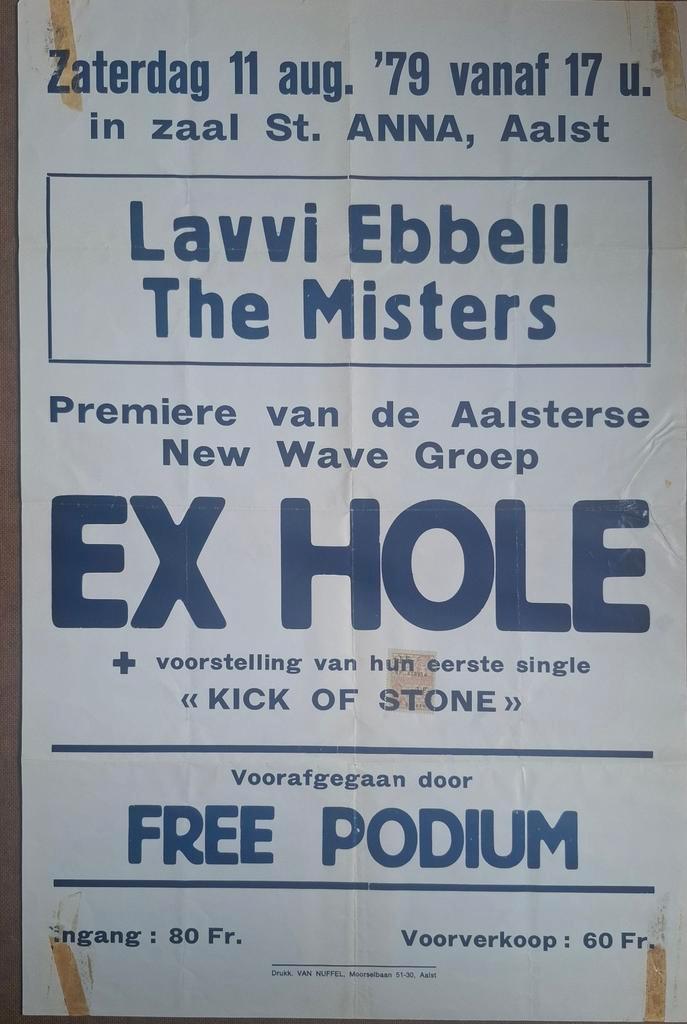 Zaterdag 11 aug. '79 vanaf 17 u.
in zaal St. ANNA, Aalst
Lavvi Ebbell
The Misters
Premiere van de Aalsterse
New Wave Groep
EX HOLE
+ voorstelling van hun eerste single
« KICK OF STONE »
Voorafgegaan door
FREE PODIUM
ngang : 80 Fr.
Voorverkoop : 60 Fr.
Drukk. VAN NUFFEL, Moorselbaan 51-30, Aalst